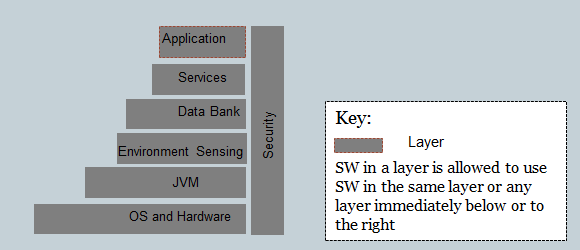 Application
Services
Data Bank
Environment Sensing
JVM
OS and Hardware
Security
Key:
Layer
SW in a layer is allowed to use
SW in the same layer or any
layer immediately below or to
the right